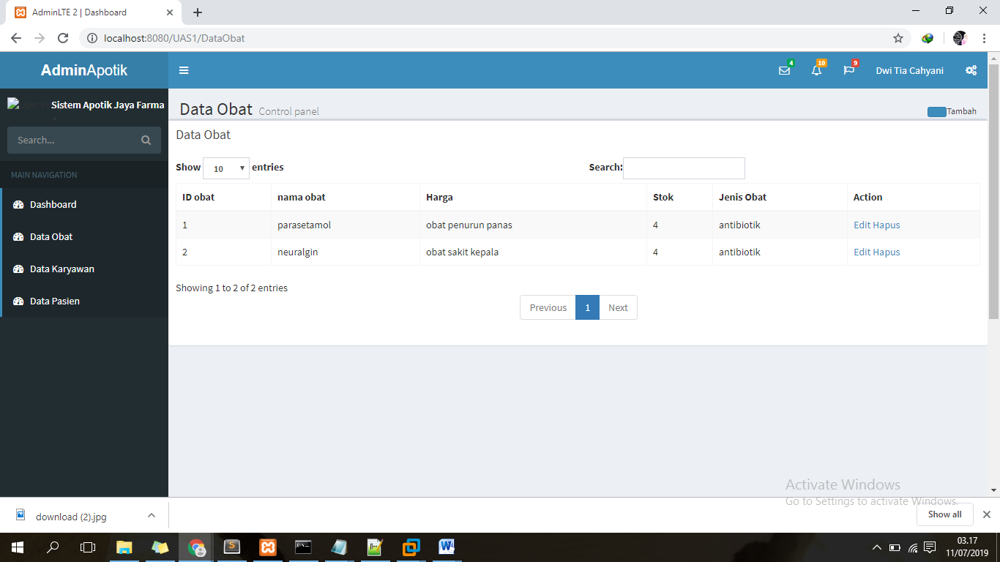 AdminLTE 2 | Dashboard
localhost:8080/UAS1/DataObat
AdminApotik
4
10
9
Dwi Tia Cahyani
Sistem Apotik Jaya Farma
Search...
MAIN NAVIGATION
Dashboard
Data Obat
Data Karyawan
Data Pasien
Data Obat Control panel
Tambah
Data Obat
Show 10 entries
Search:
ID obat nama obat Harga Stok Jenis Obat Action
1 parasetamol obat penurun panas 4 antibiotik Edit Hapus
2 neuralgin obat sakit kepala 4 antibiotik Edit Hapus
Showing 1 to 2 of 2 entries
Previous 1 Next
Activate Windows
Go to Settings to activate Windows.
download (2).jpg
Show all
03.17
11/07/2019